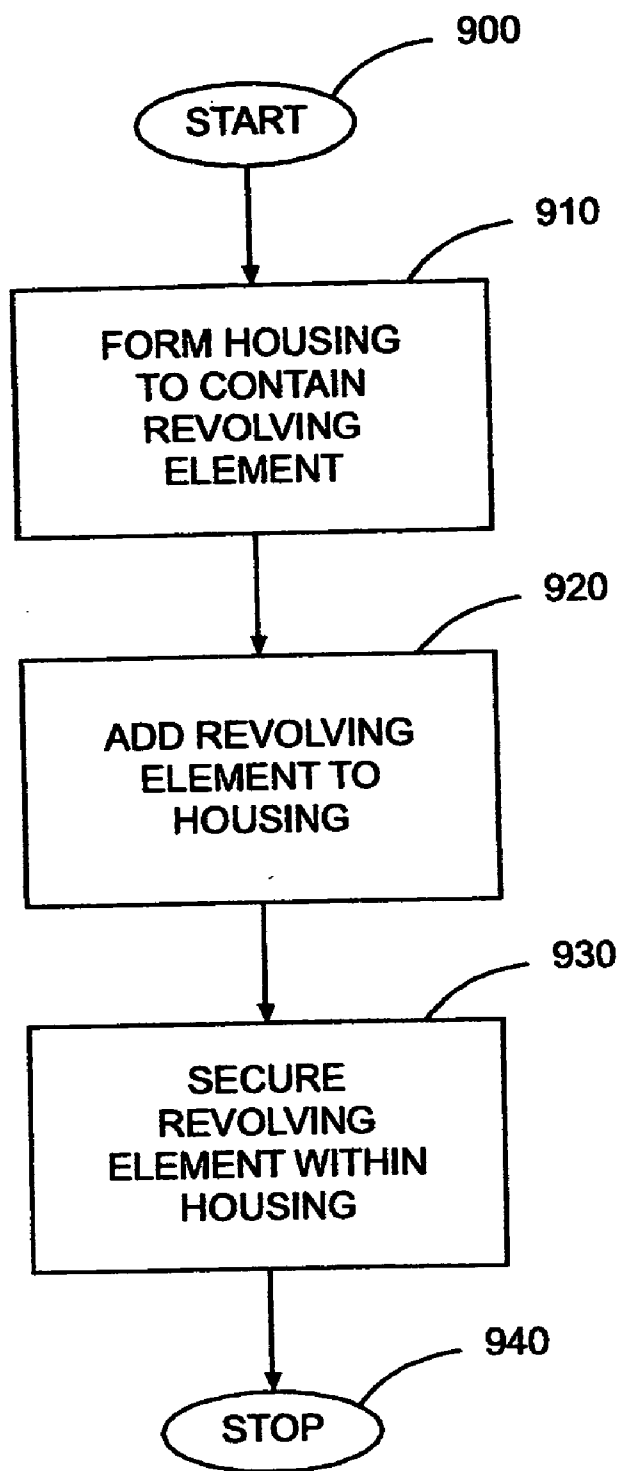 900
START
910
FORM HOUSING
TO CONTAIN
REVOLVING
ELEMENT
920
ADD REVOLVING
ELEMENT TO
HOUSING
930
SECURE
REVOLVING
ELEMENT WITHIN
HOUSING
940
STOP